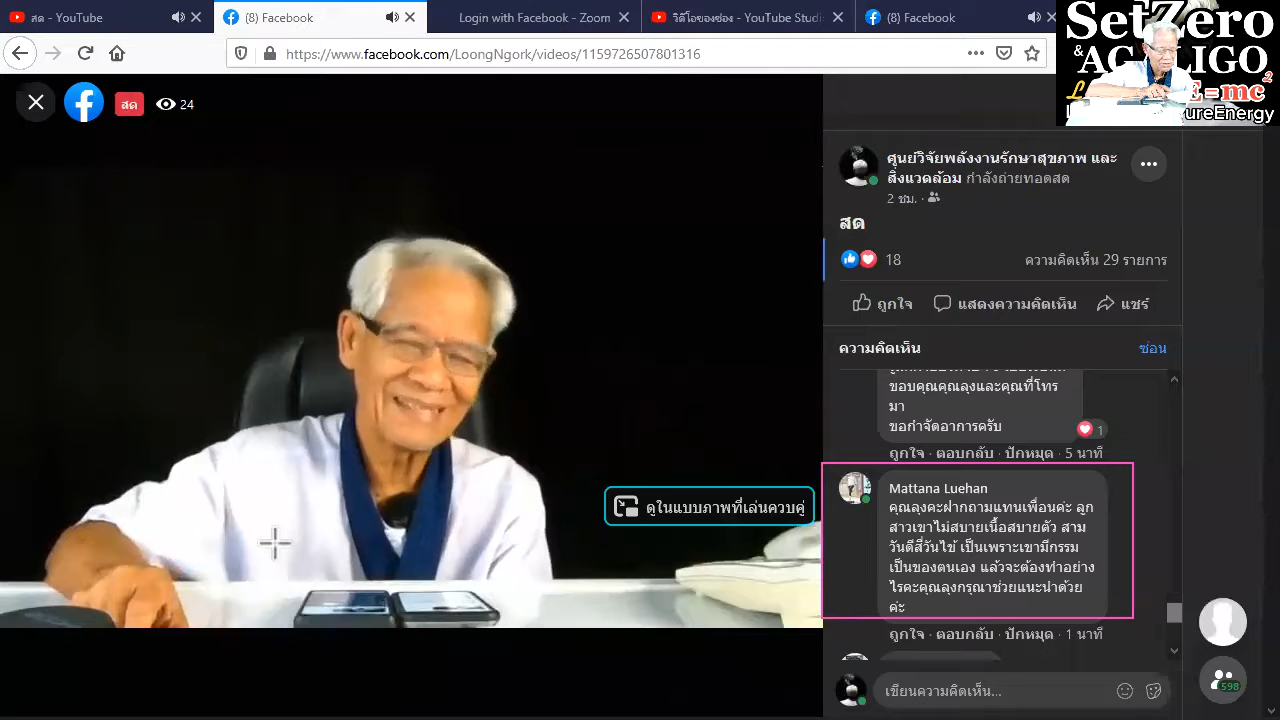 สด - YouTube
(8) Facebook
Login with Facebook - Zoom
วิดีโอของช่อง - YouTube Studi
(8) Facebook
https://www.facebook.com/LoongNgork/videos/1159726507801316
SetZero
&
E=mc²
ureEnergy
สด
24
ศูนย์วิจัยพลังงานรักษาสุขภาพ และ
สิ่งแวดล้อม กำลังถ่ายทอดสด
2 ชม. ·
สด
18
ความคิดเห็น 29 รายการ
ถูกใจ
แสดงความคิดเห็น
แชร์
ความคิดเห็น
ซ่อน
ขอบคุณคุณลุงและคุณที่โทร
มา
ขอกำจัดอาการครับ
1
ถูกใจ · ตอบกลับ · ปักหมุด · 5 นาที
Mattana Luehan
คุณลุงคะฝากถามแทนเพื่อนค่ะ ลูก
สาวเขาไม่สบายเนื้อสบายตัว สาม
วันดีสี่วันไข้ เป็นเพราะเขามีกรรม
เป็นของตนเอง แล้วจะต้องทำอย่าง
ไรคะคุณลุงกรุณาช่วยแนะนำด้วย
ค่ะ
ถูกใจ · ตอบกลับ · ปักหมุด · 1 นาที
ดูในแบบภาพที่เล่นควบคู่
เขียนความคิดเห็น...
598